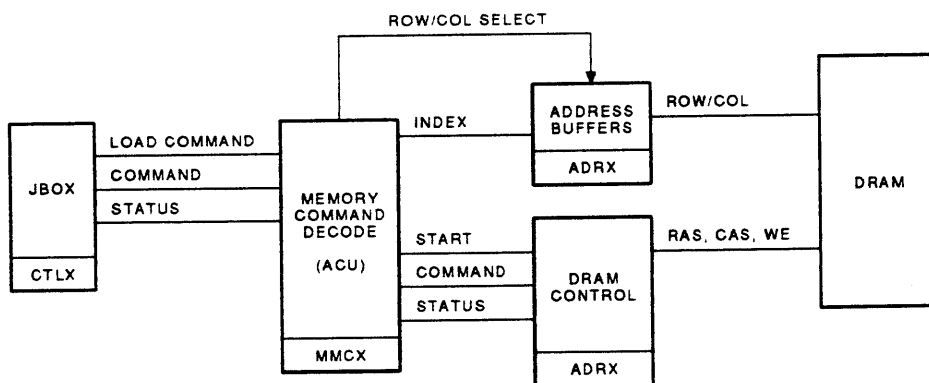 ROW/COL SELECT
JBOX
CTLX
LOAD COMMAND
COMMAND
STATUS
MEMORY
COMMAND
DECODE
(ACU)
MMCX
INDEX
ADDRESS
BUFFERS
ADRX
ROW/COL
START
COMMAND
STATUS
DRAM
CONTROL
ADRX
RAS, CAS, WE
DRAM